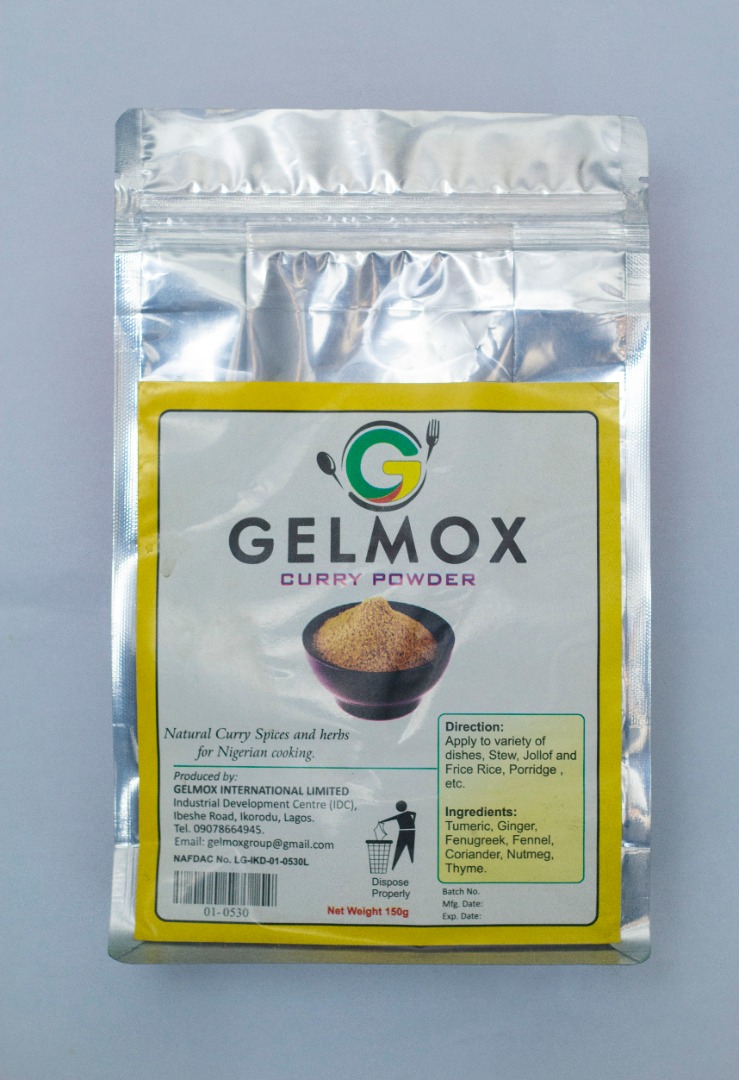 G
GELMOX
CURRY POWDER
Natural Curry Spices and herbs
for Nigerian cooking.
Produced by:
GELMOX INTERNATIONAL LIMITED
Industrial Development Centre (IDC),
Ibeshe Road, Ikorodu, Lagos.
Tel. 09078664945.
Email: gelmoxgroup@gmail.com
NAFDAC No. LG-IKD-01-0530L
01-0530
Dispose
Properly
Net Weight 150g
Direction:
Apply to variety of
dishes, Stew, Jollof and
Frice Rice, Porridge ,
etc.
Ingredients:
Tumeric, Ginger,
Fenugreek, Fennel,
Coriander, Nutmeg,
Thyme.
Batch No.
Mfg. Date:
Exp. Date: